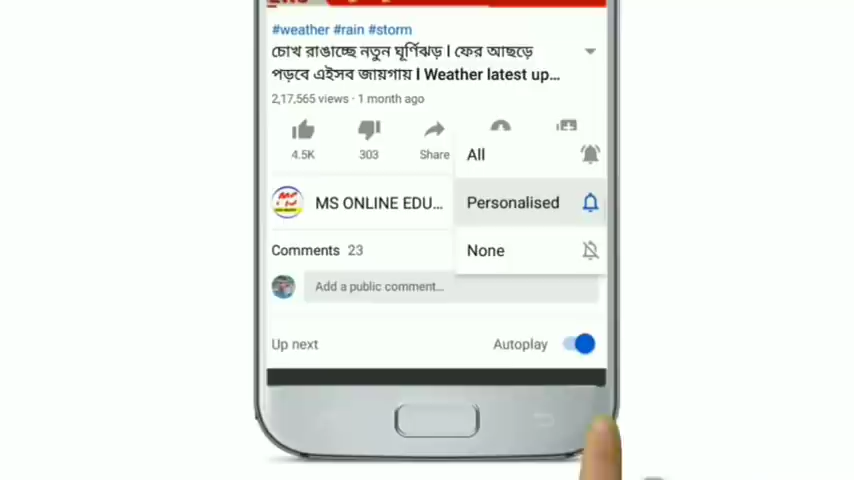 #weather #rain #storm
চোখ রাঙাচ্ছে নতুন ঘূর্ণিঝড় l ফের আছড়ে
পড়বে এইসব জায়গায় l Weather latest up...
2,17,565 views · 1 month ago
4.5K 303 Share
All
Personalised
None
MS ONLINE EDU...
Comments 23
Add a public comment...
Up next Autoplay